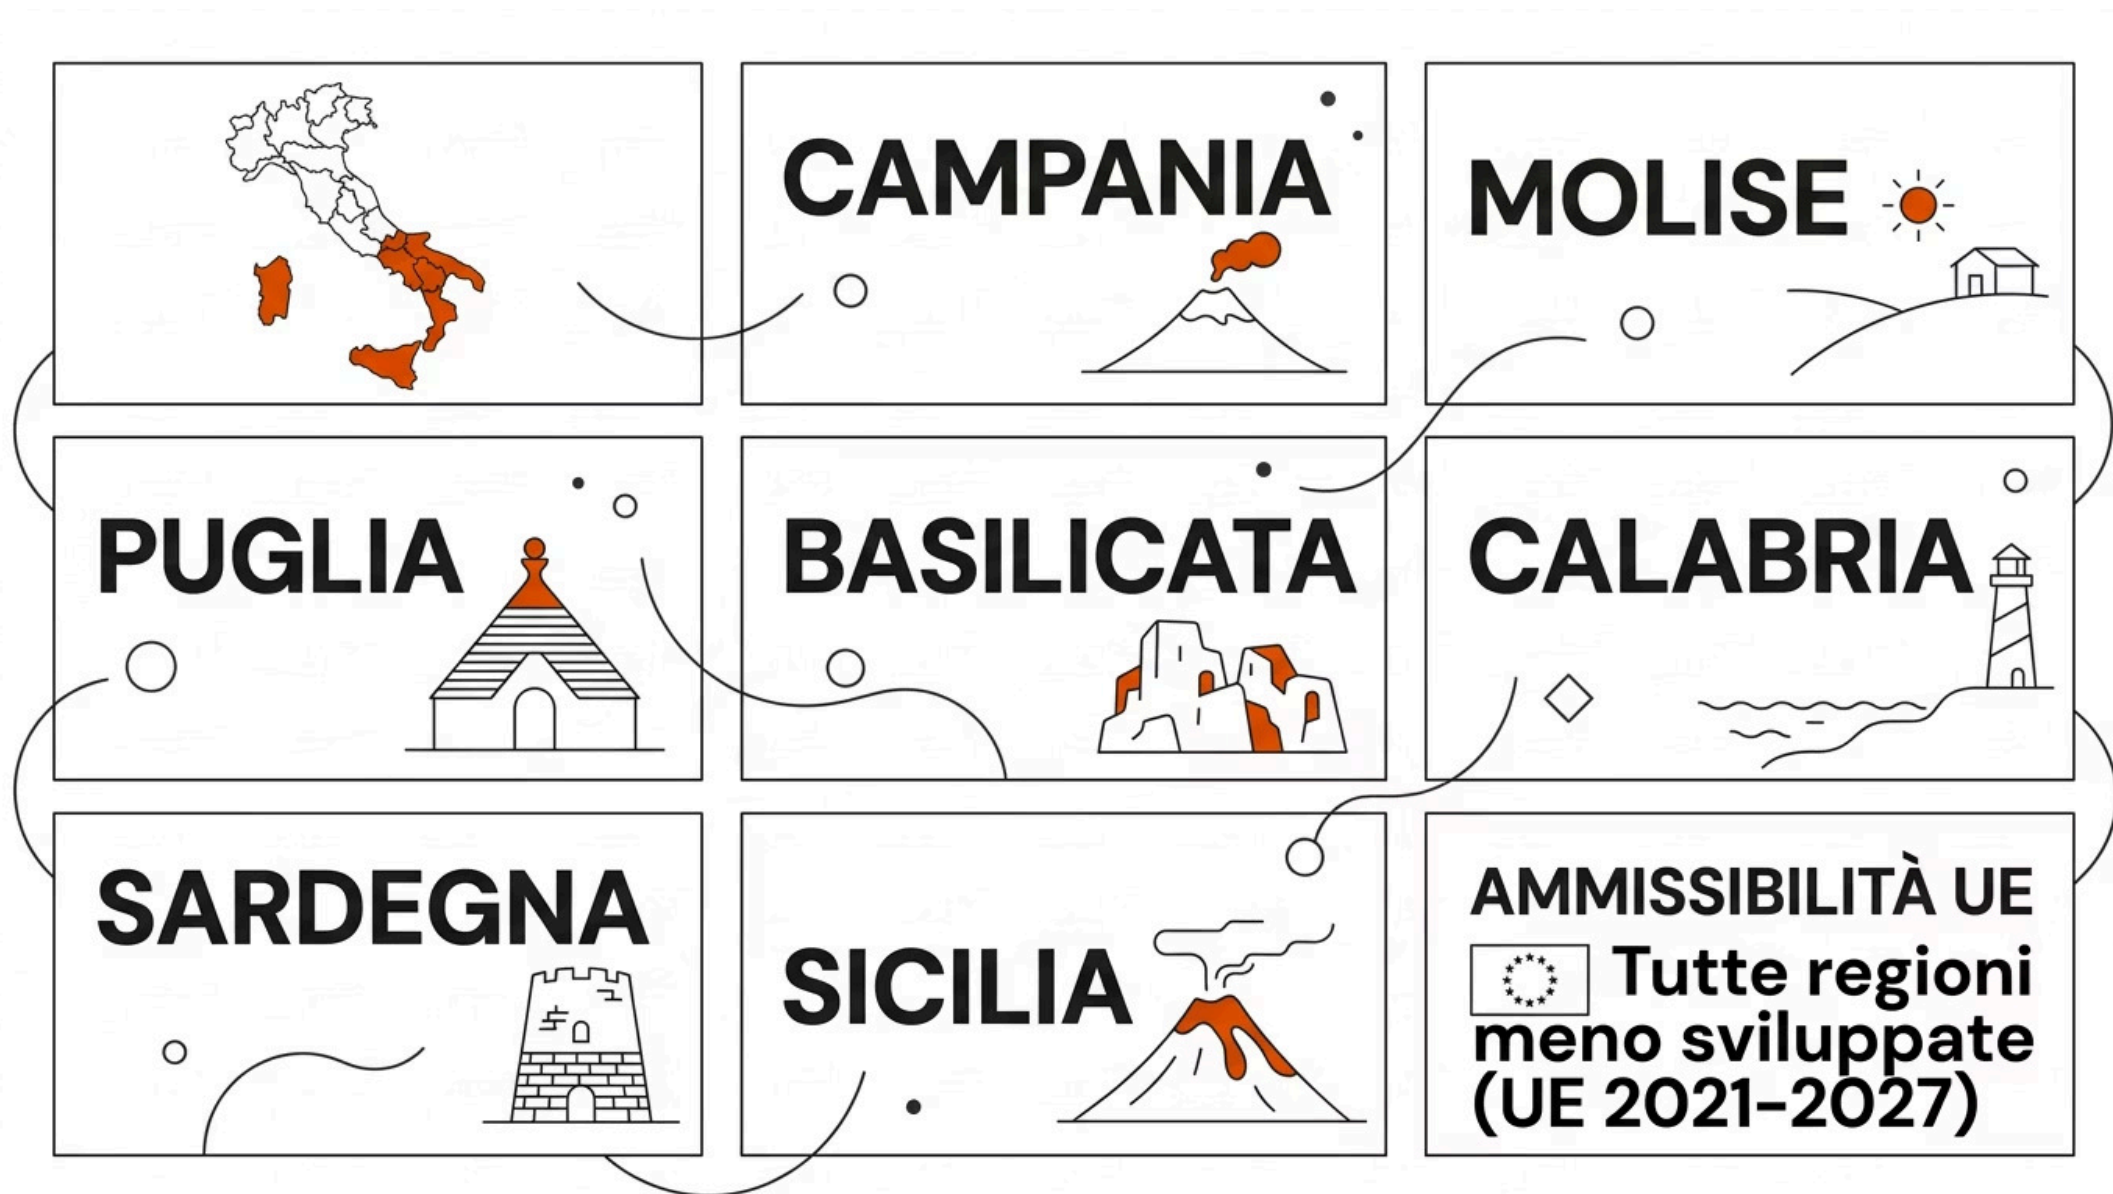 CAMPANIA
MOLISE
PUGLIA
BASILICATA
CALABRIA
SARDEGNA
SICILIA
AMMISSIBILITÀ UE
Tutte regioni
meno sviluppate
(UE 2021-2027)